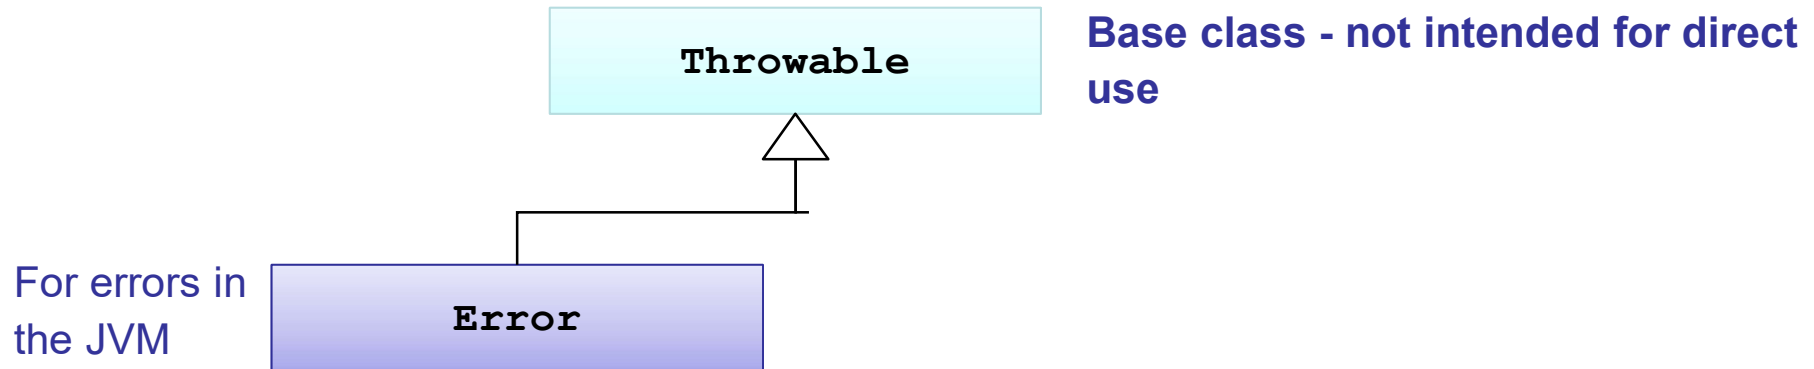 Throwable
Base class - not intended for direct
use
For errors in
the JVM
Error